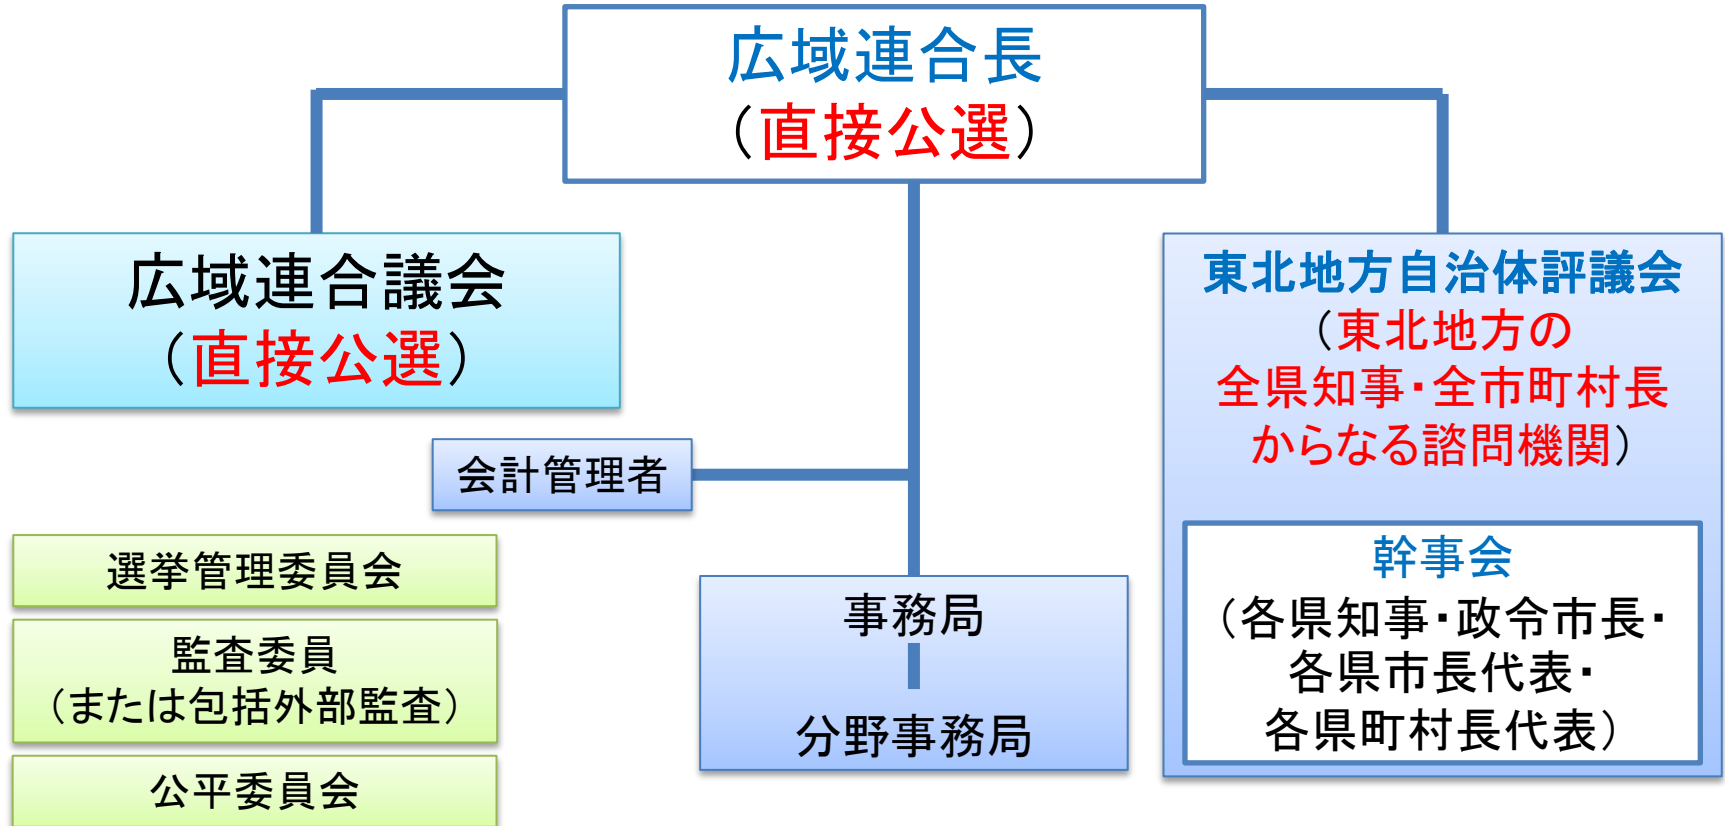 広域連合長
（直接公選）
広域連合議会
（直接公選）
東北地方自治体評議会
（東北地方の
全県知事・全市町村長
からなる諮問機関）
会計管理者
選挙管理委員会
監査委員
（または包括外部監査）
公平委員会
事務局
分野事務局
幹事会
（各県知事・政令市長・
各県市長代表・
各県町村長代表）